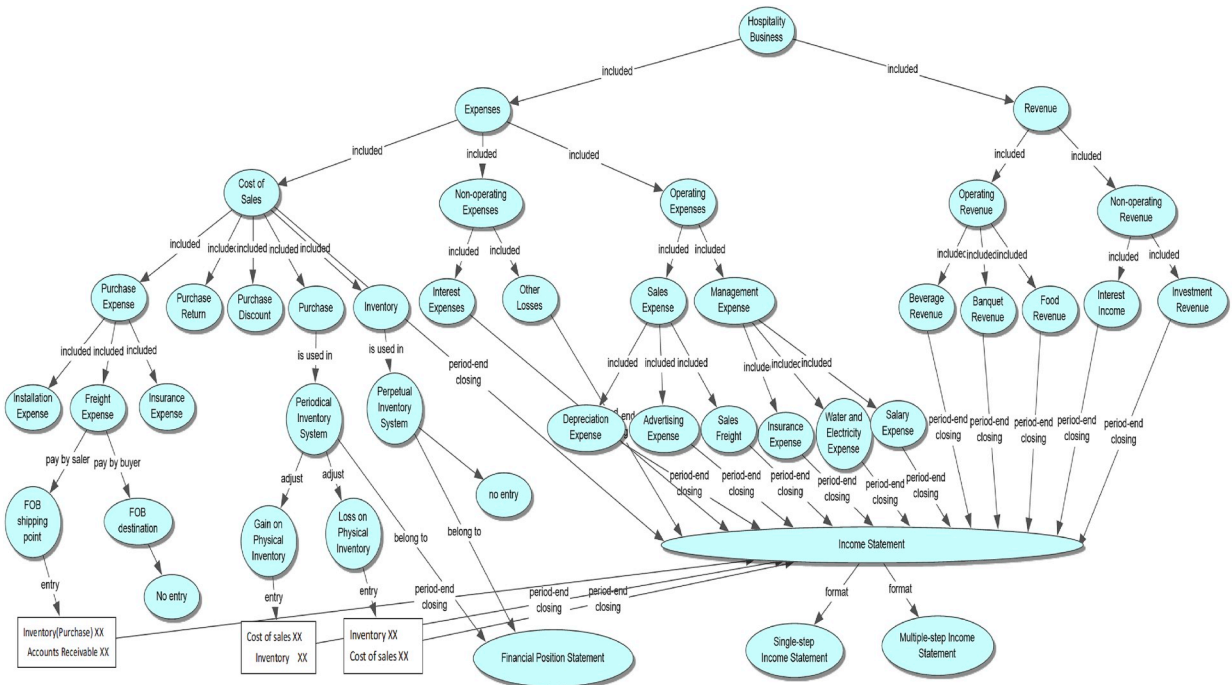 Hospitality
Business
included
included
Expenses
Revenue
included
included
included
included
included
Cost of
Sales
Non-operating
Expenses
Operating
Expenses
Operating
Revenue
Non-operating
Revenue
included
included
included
included
included
included
included
included
included
included
included
included
included
included
Purchase
Expense
Purchase
Return
Purchase
Discount
Purchase
Inventory
Interest
Expenses
Other
Losses
Sales
Expense
Management
Expense
Beverage
Revenue
Banquet
Revenue
Food
Revenue
Interest
Income
Investment
Revenue
included
included
included
is used in
is used in
period-end
closing
included
included
included
included
included
included
Installation
Expense
Freight
Expense
Insurance
Expense
Periodical
Inventory
System
Perpetual
Inventory
System
Depreciation
Expense
Advertising
Expense
Sales
Freight
Insurance
Expense
Water and
Electricity
Expense
Salary
Expense
period-end
closing
period-end
closing
period-end
closing
period-end
closing
period-end
closing
pay by saler
pay by buyer
adjust
adjust
period-end
closing
period-end
closing
period-end
closing
period-end
closing
period-end
closing
period-end
closing
FOB
shipping
point
FOB
destination
Gain on
Physical
Inventory
Loss on
Physical
Inventory
no entry
belong to
belong to
Income Statement
entry
No entry
entry
entry
period-end
closing
period-end
closing
period-end
closing
format
format
Inventory(Purchase) XX
Accounts Receivable XX
Cost of sales XX
Inventory XX
Inventory XX
Cost of sales XX
Financial Position Statement
Single-step
Income Statement
Multiple-step Income
Statement